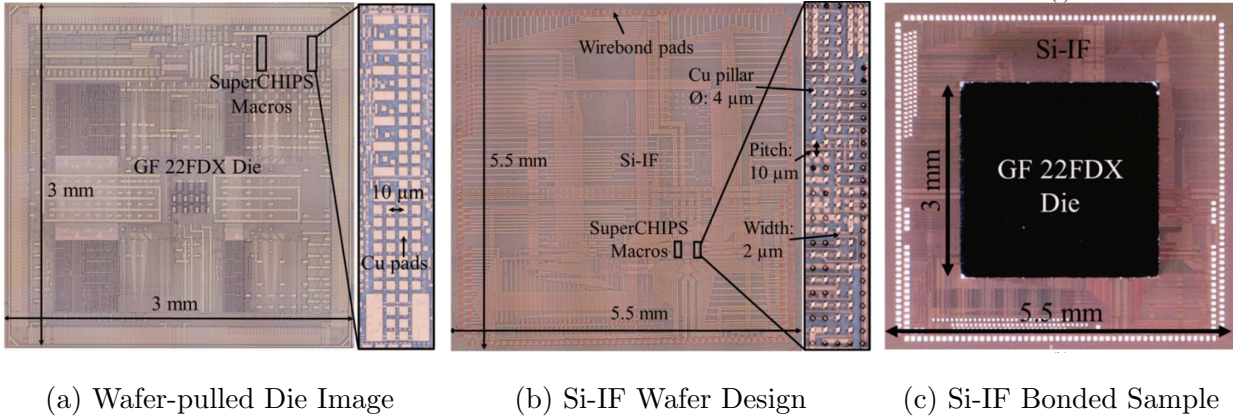 SuperCHIPS
Macros
GF 22FDX Die
3 mm
3 mm
10 µm
Cu pads
Wirebond pads
Cu pillar
Ø: 4 µm
5.5 mm
Si-IF
Pitch:
10 µm
SuperCHIPS
Macros
Width:
2 µm
5.5 mm
Si-IF
GF 22FDX
Die
3 mm
5.5 mm
(a) Wafer-pulled Die Image
(b) Si-IF Wafer Design
(c) Si-IF Bonded Sample